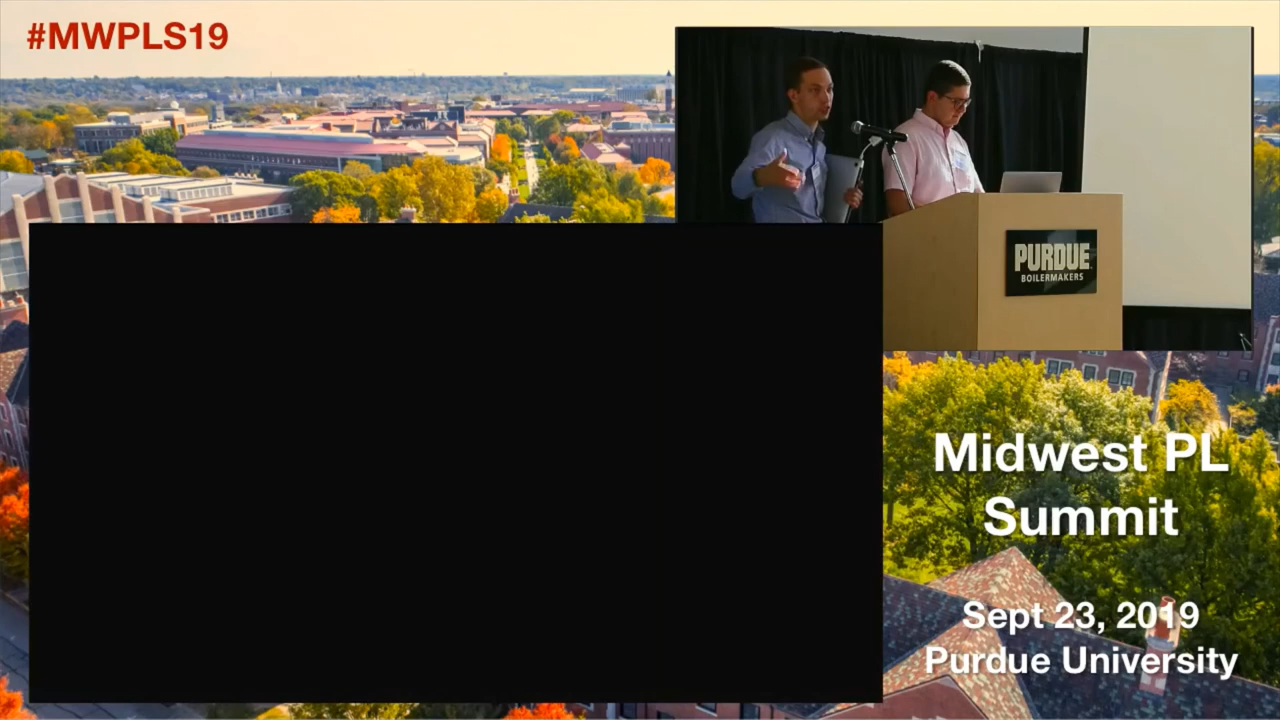 #MWPLS19
PURDUE
BOILERMAKERS
Midwest PL
Summit
Sept 23, 2019
Purdue University